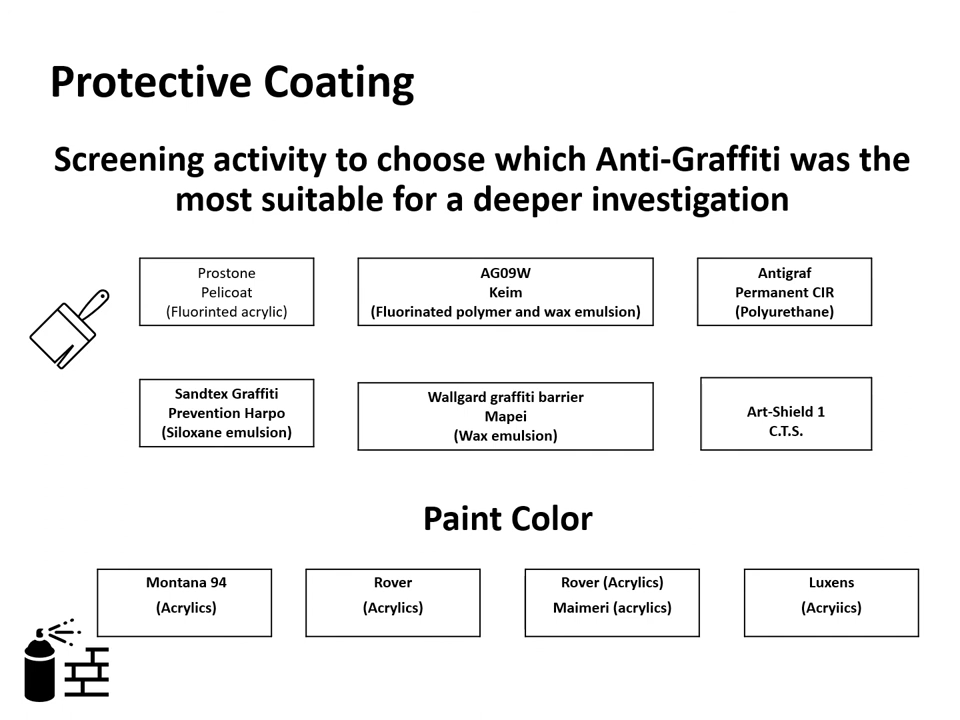 Protective Coating
Screening activity to choose which Anti-Graffiti was the
most suitable for a deeper investigation
Prostone
Pelicoat
(Fluorinted acrylic)
AG09W
Keim
(Fluorinated polymer and wax emulsion)
Antigraf
Permanent CIR
(Polyurethane)
Sandtex Graffiti
Prevention Harpo
(Siloxane emulsion)
Wallgard graffiti barrier
Mapei
(Wax emulsion)
Art-Shield 1
C.T.S.
Paint Color
Montana 94
(Acrylics)
Rover
(Acrylics)
Rover (Acrylics)
Maimeri (acrylics)
Luxens
(Acryiics)